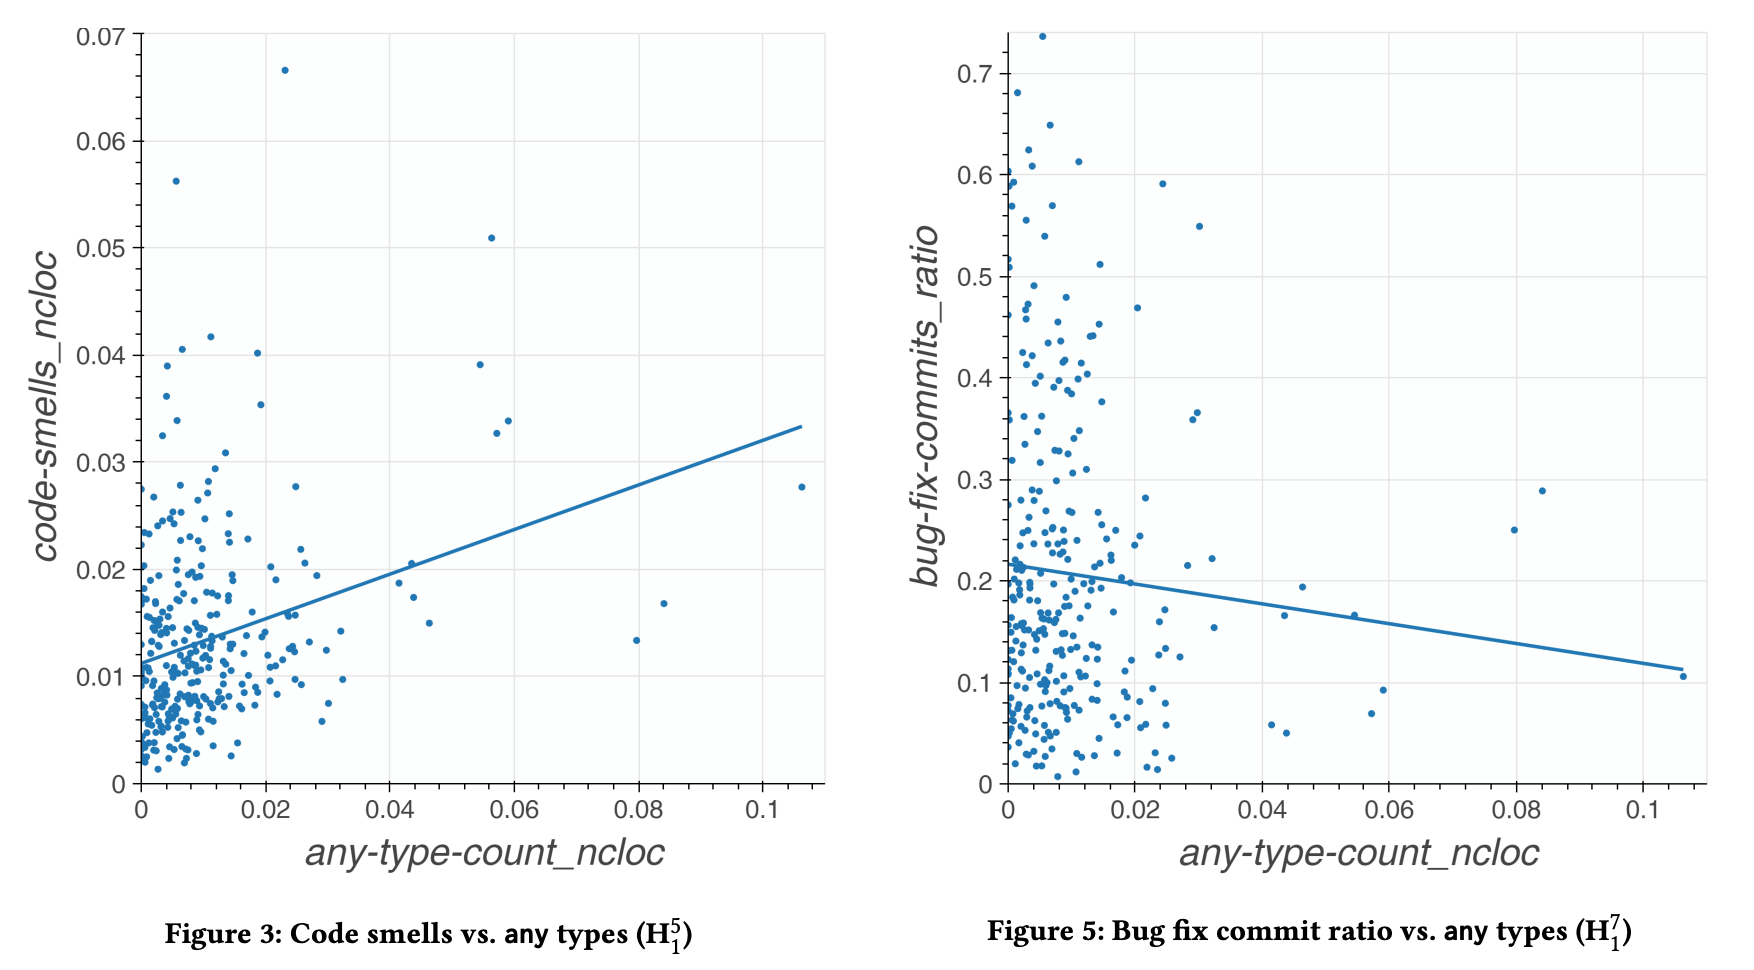 0.07
0.06
0.05
0.04
0.03
0.02
0.01
0
code-smells_ncloc
0 0.02 0.04 0.06 0.08 0.1
any-type-count_ncloc
Figure 3: Code smells vs. any types (H₁⁵)
0.7
0.6
0.5
0.4
0.3
0.2
0.1
0
bug-fix-commits_ratio
0 0.02 0.04 0.06 0.08 0.1
any-type-count_ncloc
Figure 5: Bug fix commit ratio vs. any types (H₁⁷)